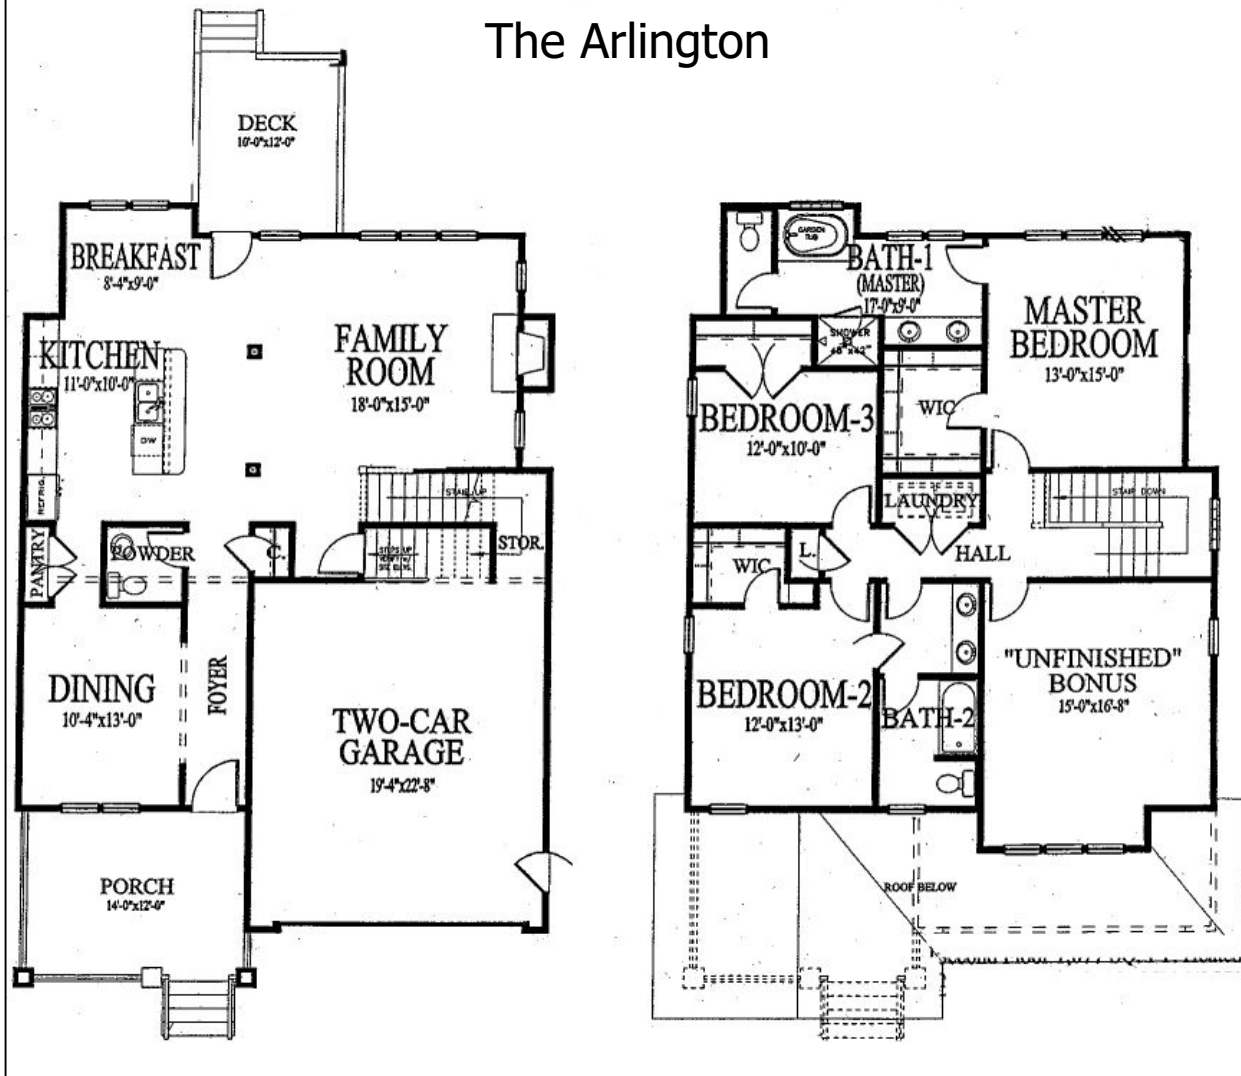 The Arlington
DECK
10'-0"x12'-0"
BREAKFAST
8'-4"x9'-0"
KITCHEN
11'-0"x10'-0"
FAMILY
ROOM
18'-0"x15'-0"
DW
REFRIG.
PANTRY
POWDER
C.
STAIR UP
STEPS UP
STOR.
DINING
10'-4"x13'-0"
FOYER
TWO-CAR
GARAGE
19'-4"x22'-8"
PORCH
14'-0"x12'-0"
GARDEN
TUB
BATH-1
(MASTER)
17'-0"x9'-0"
SHOWER
48"x42"
MASTER
BEDROOM
13'-0"x15'-0"
WIC
BEDROOM-3
12'-0"x10'-0"
LAUNDRY
STAIR DOWN
HALL
L.
WIC
BEDROOM-2
12'-0"x13'-0"
BATH-2
"UNFINISHED"
BONUS
15'-0"x16'-8"
ROOF BELOW